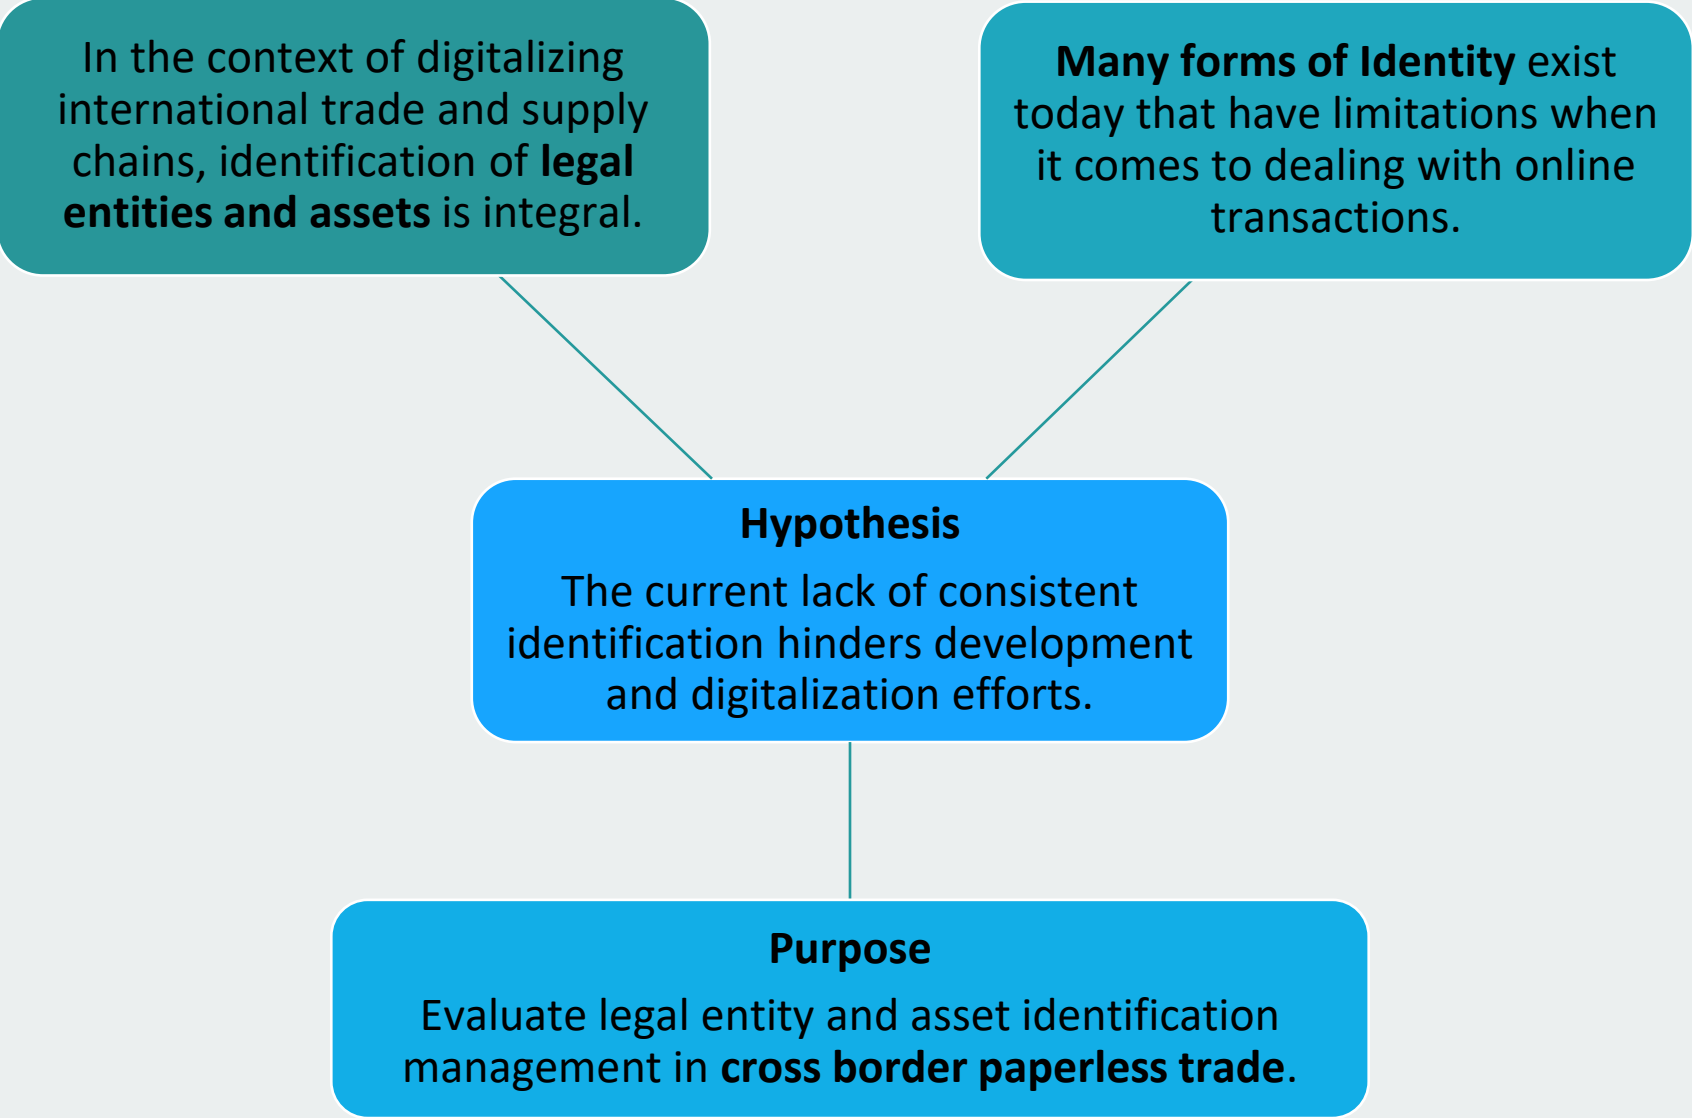 In the context of digitalizing
international trade and supply
chains, identification of legal
entities and assets is integral.
Many forms of Identity exist
today that have limitations when
it comes to dealing with online
transactions.
Hypothesis
The current lack of consistent
identification hinders development
and digitalization efforts.
Purpose
Evaluate legal entity and asset identification
management in cross border paperless trade.